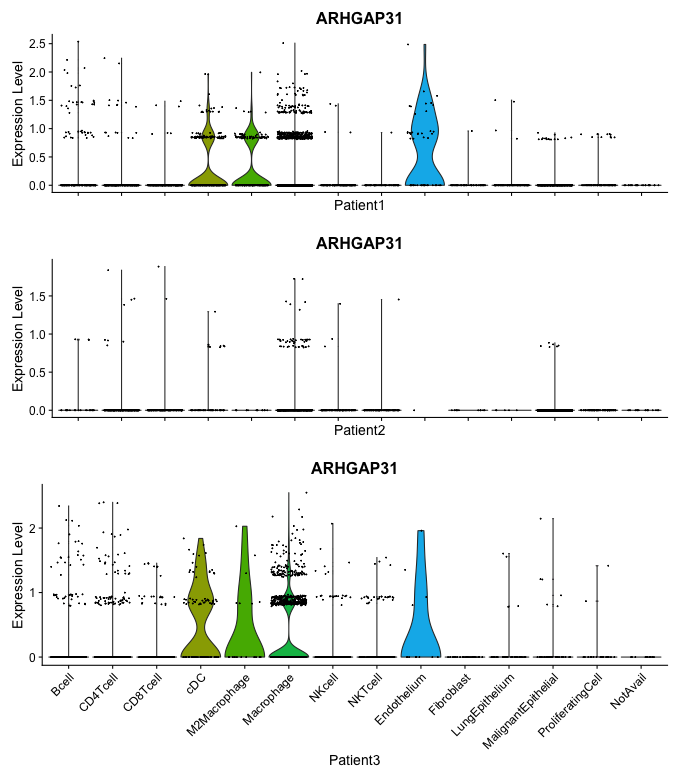 ARHGAP31
Expression Level
2.5
2.0
1.5
1.0
0.5
0.0
Patient1
ARHGAP31
Expression Level
1.5
1.0
0.5
0.0
Patient2
ARHGAP31
Expression Level
2
1
0
Bcell
CD4Tcell
CD8Tcell
cDC
M2Macrophage
Macrophage
NKcell
NKTcell
Endothelium
Fibroblast
LungEpithelium
MalignantEpithelial
ProliferatingCell
NotAvail
Patient3